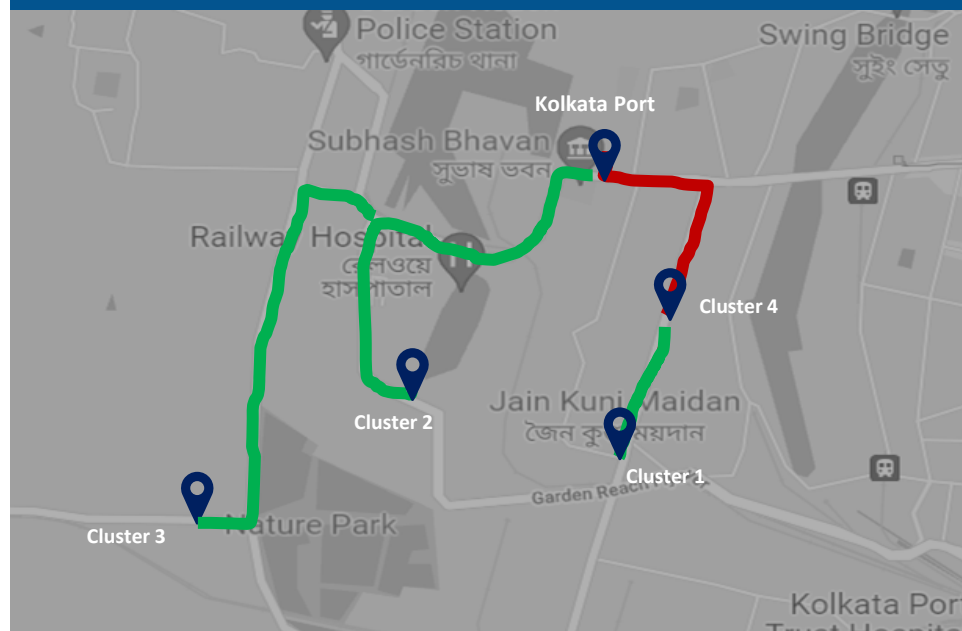 Police Station
গার্ডেনরিচ থানা
Swing Bridge
সুইং সেতু
Kolkata Port
Subhash Bhavan
সুভাষ ভবন
Railway Hospital
রেলওয়ে
হাসপাতাল
Cluster 4
Jain Kunj Maidan
জৈন কুঞ্জ ময়দান
Cluster 2
Cluster 1
Garden Reach
Cluster 3
Nature Park
Kolkata Port
Trust Hospital